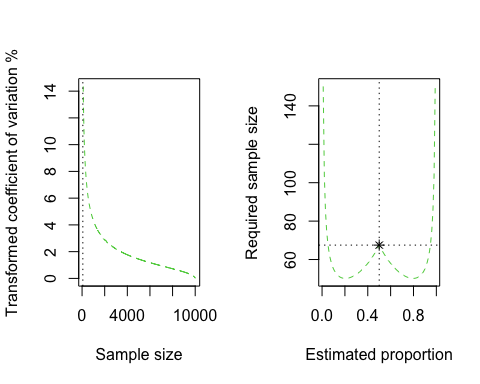 Transformed coefficient of variation %
14
10
8
6
4
2
0
0 4000 10000
Sample size
Required sample size
140
100
80
60
0.0 0.4 0.8
Estimated proportion